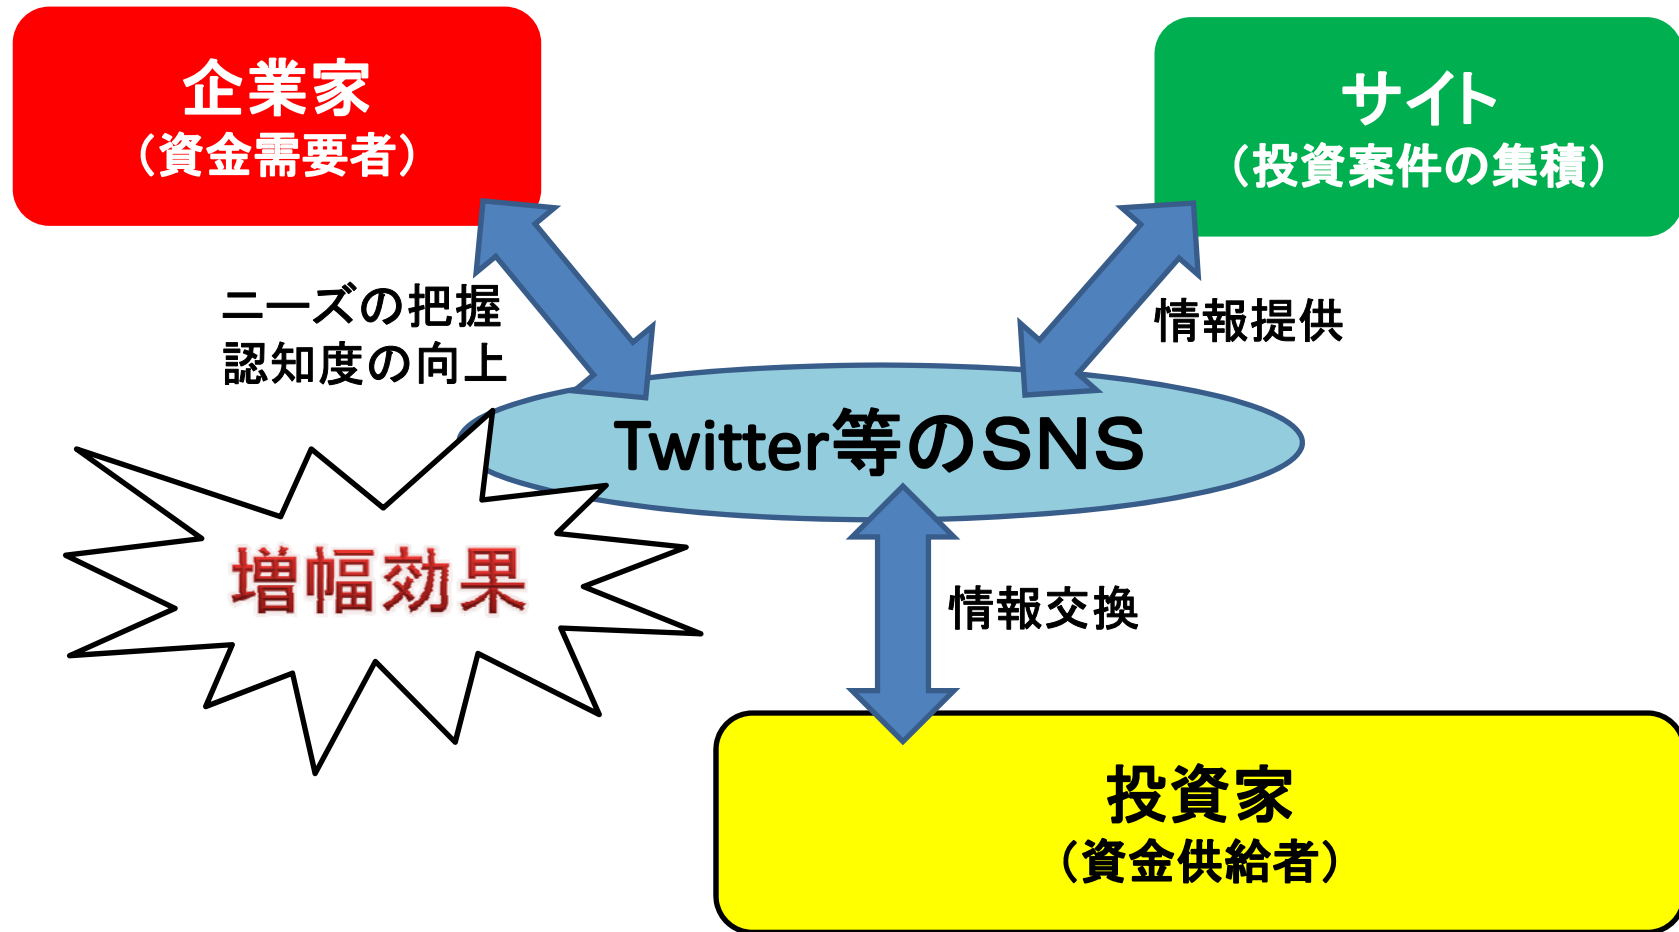 企業家
（資金需要者）
サイト
（投資案件の集積）
ニーズの把握
認知度の向上
情報提供
Twitter等のＳＮＳ
増幅効果
情報交換
投資家
（資金供給者）